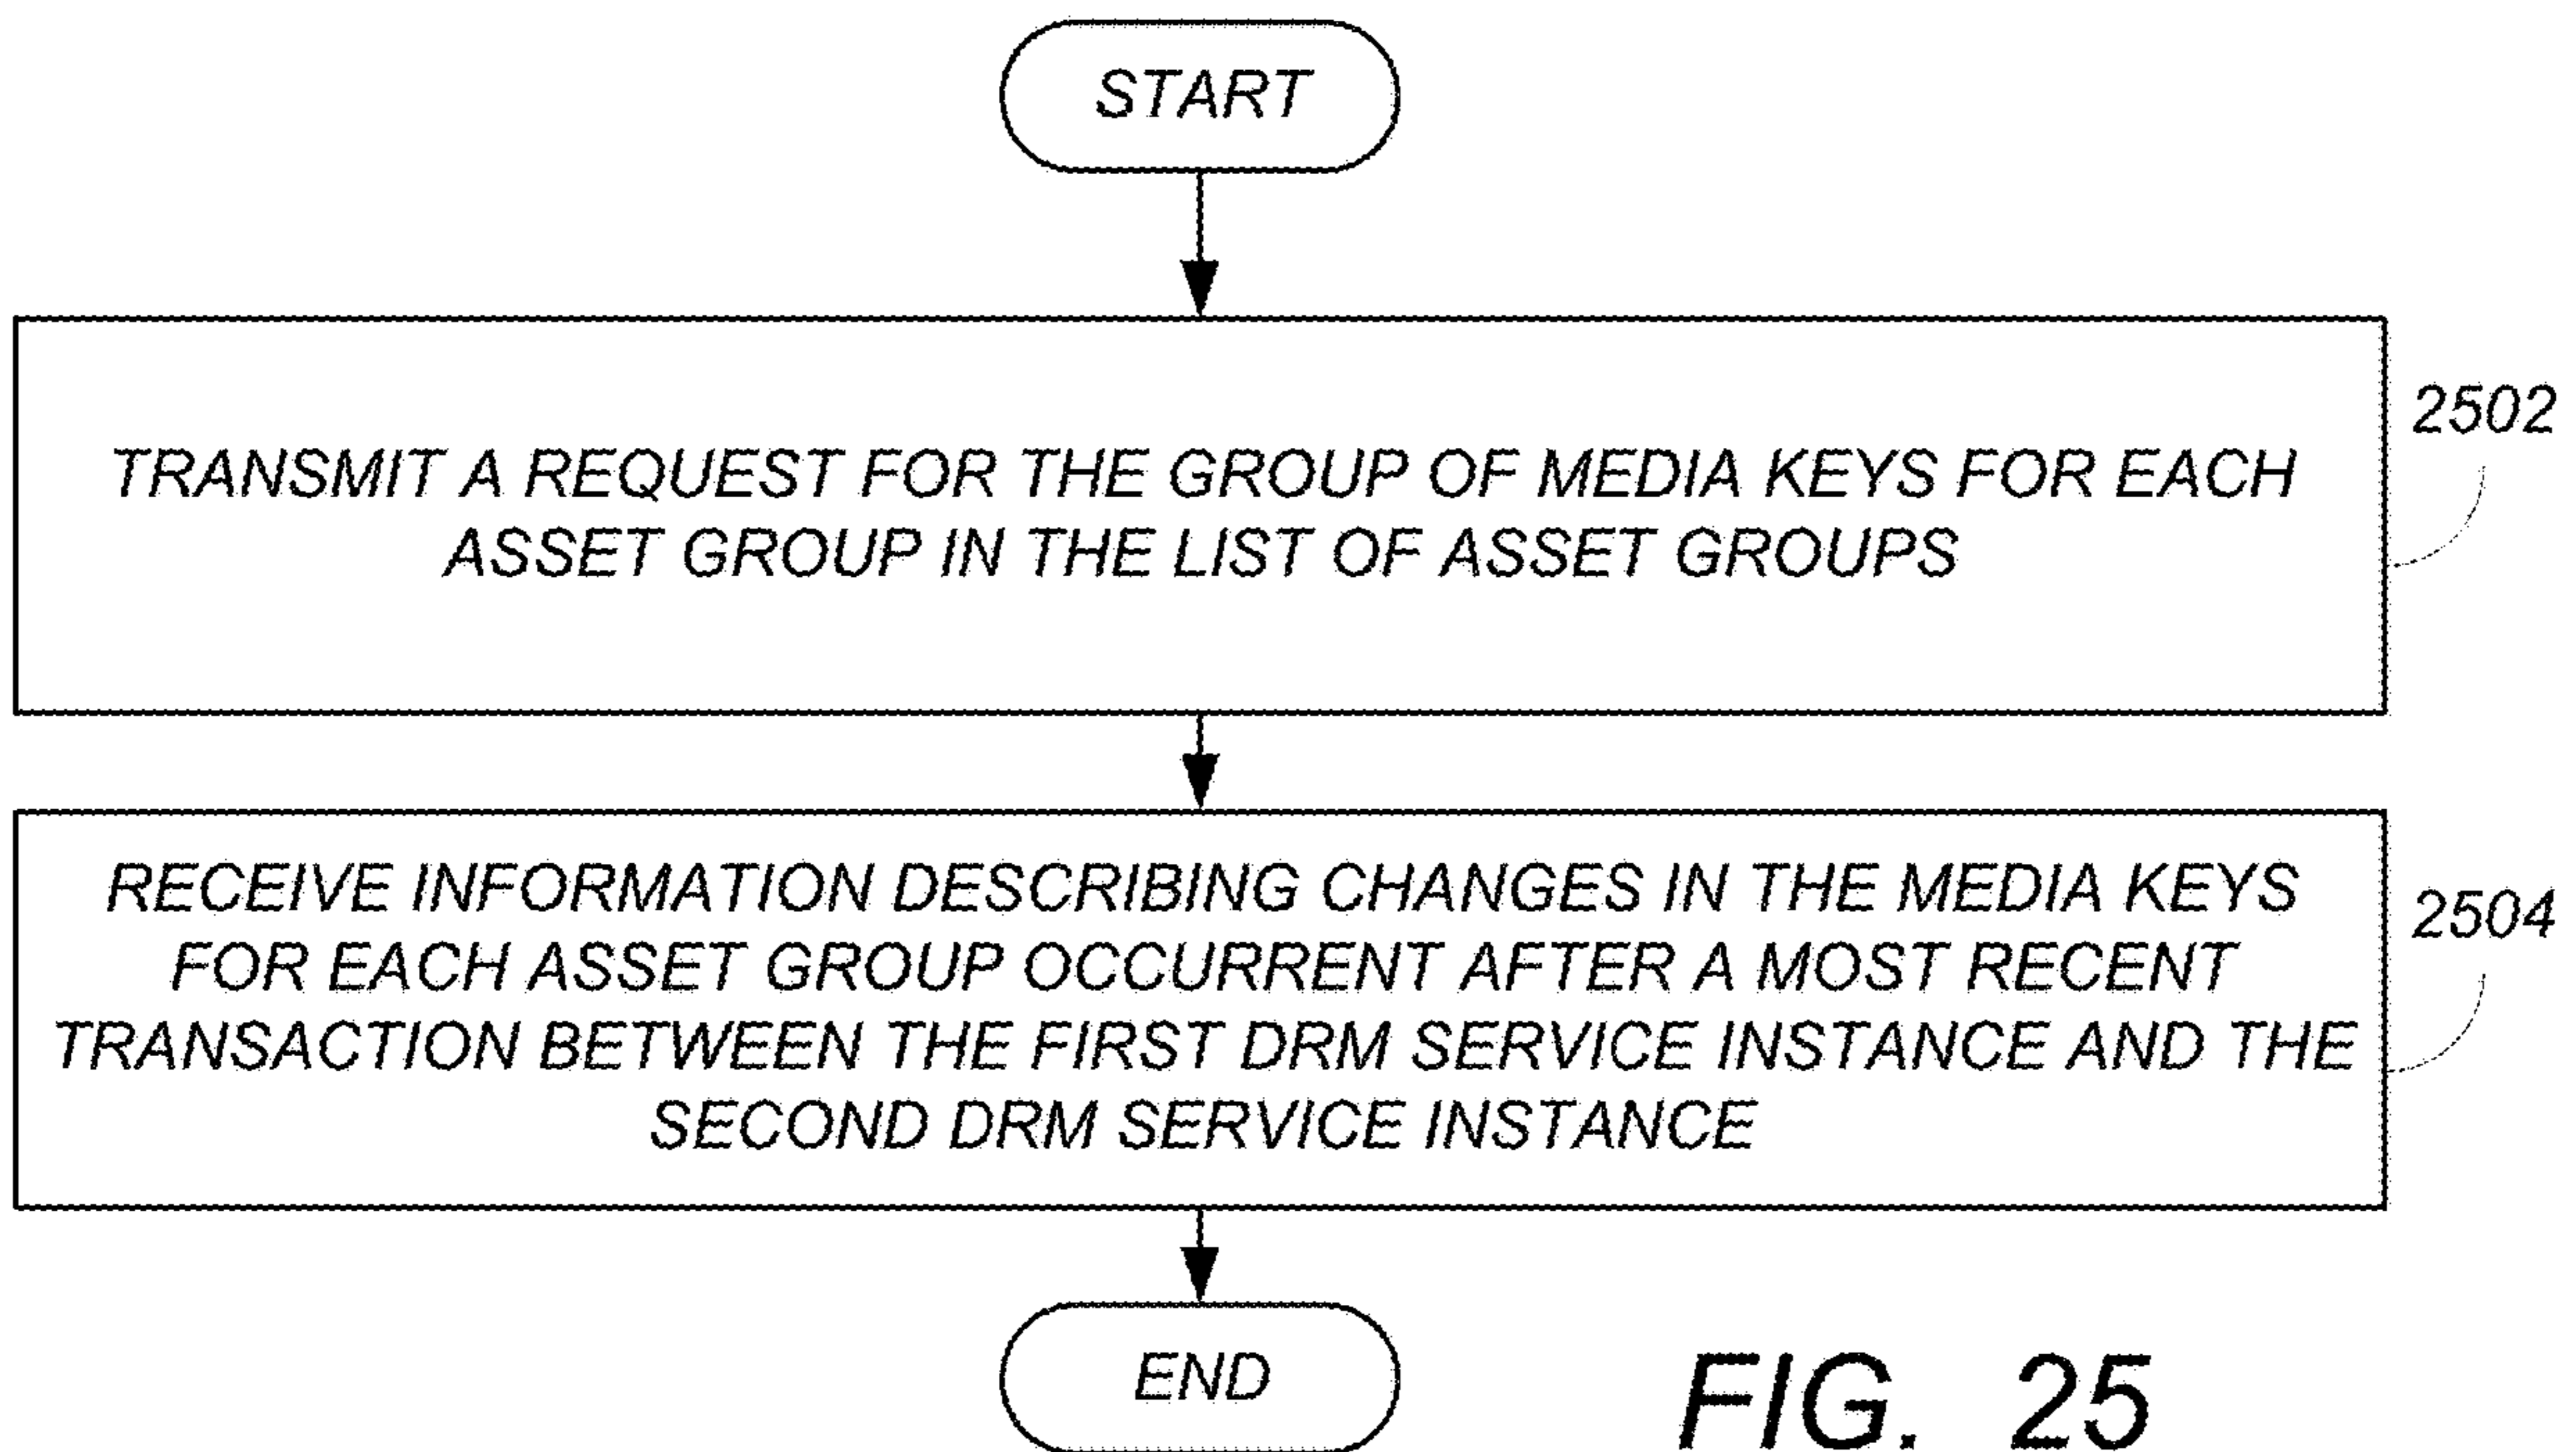 START
TRANSMIT A REQUEST FOR THE GROUP OF MEDIA KEYS FOR EACH
ASSET GROUP IN THE LIST OF ASSET GROUPS
2502
RECEIVE INFORMATION DESCRIBING CHANGES IN THE MEDIA KEYS
FOR EACH ASSET GROUP OCCURRENT AFTER A MOST RECENT
TRANSACTION BETWEEN THE FIRST DRM SERVICE INSTANCE AND THE
SECOND DRM SERVICE INSTANCE
2504
END
FIG. 25